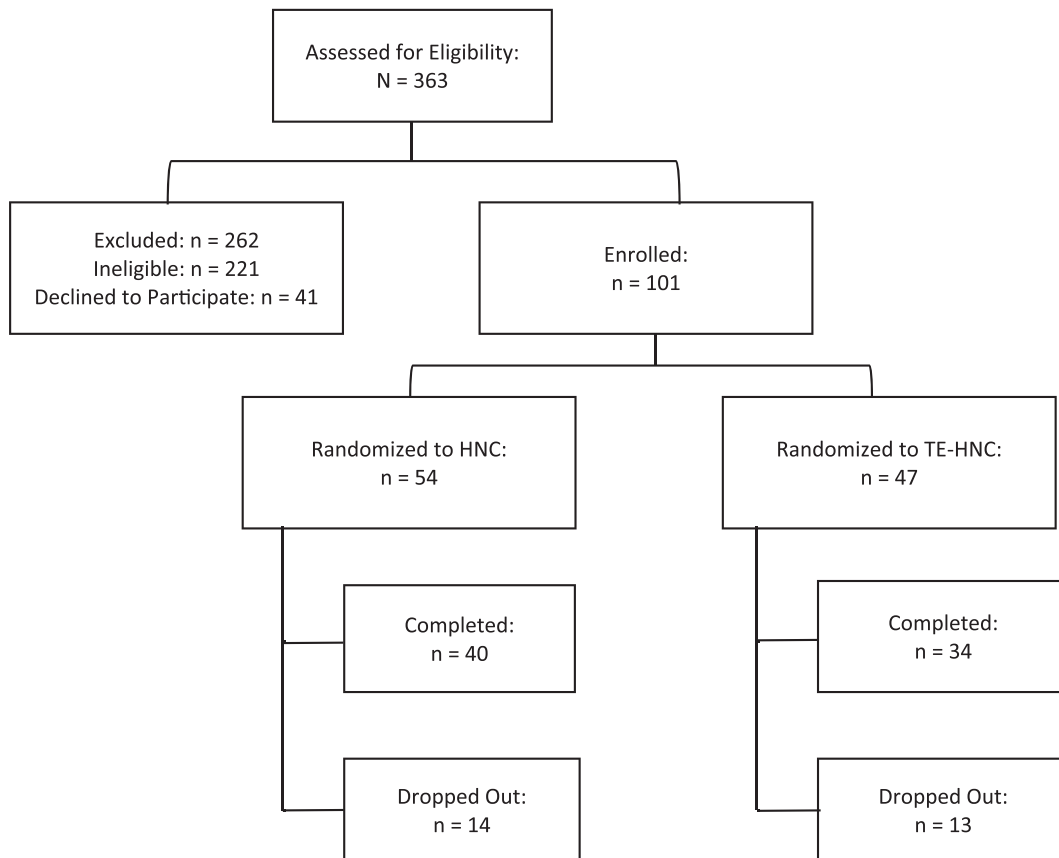 Assessed for Eligibility:
N = 363
Excluded: n = 262
Ineligible: n = 221
Declined to Participate: n = 41
Enrolled:
n = 101
Randomized to HNC:
n = 54
Randomized to TE-HNC:
n = 47
Completed:
n = 40
Completed:
n = 34
Dropped Out:
n = 14
Dropped Out:
n = 13